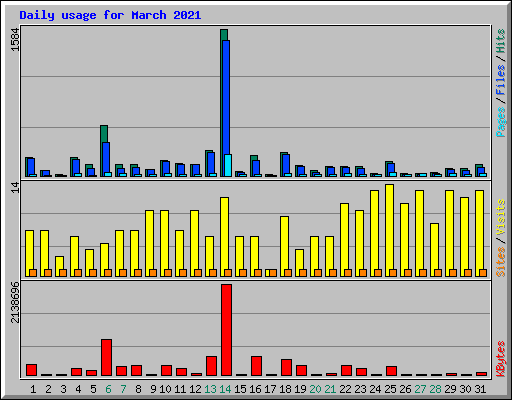 Daily usage for March 2021
1584
Pages / Files / Hits
14
Sites / Visits
2138696
KBytes
1 2 3 4 5 6 7 8 9 10 11 12 13 14 15 16 17 18 19 20 21 22 23 24 25 26 27 28 29 30 31